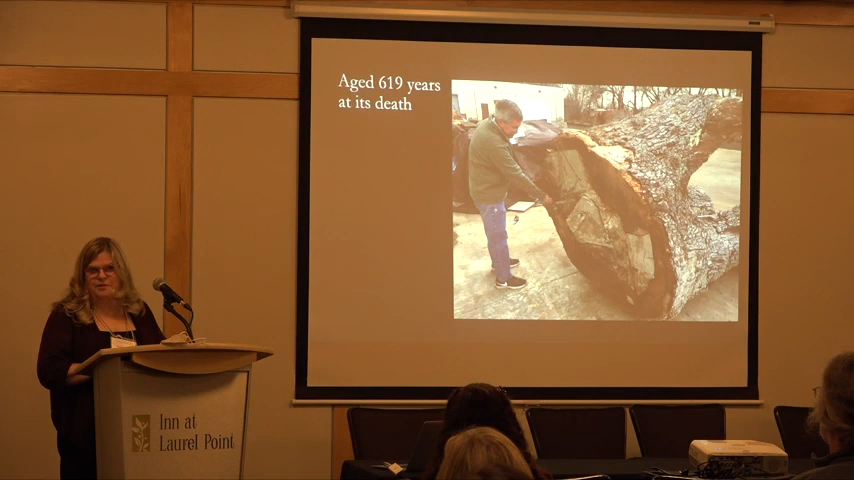 Aged 619 years
at its death
Inn at
Laurel Point